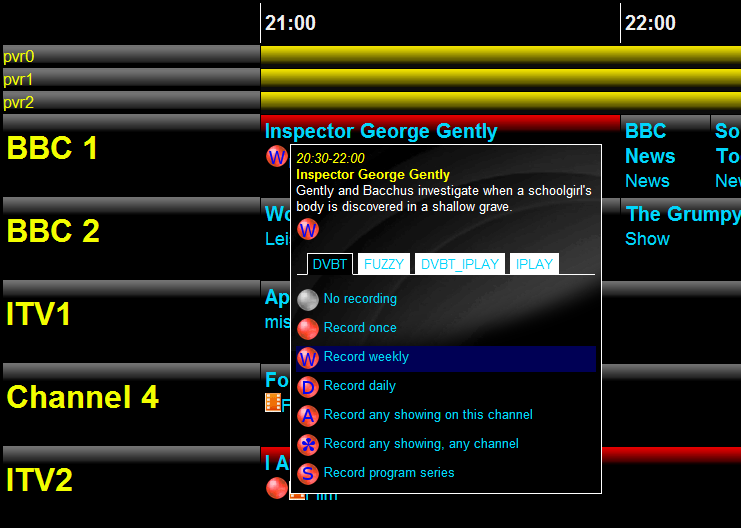 21:00
22:00
pvr0
pvr1
pvr2
BBC 1
Inspector George Gently
W
BBC
News
News
So
To
Nev
20:30-22:00
Inspector George Gently
Gently and Bacchus investigate when a schoolgirl's
body is discovered in a shallow grave.
W
DVBT
FUZZY
DVBT_IPLAY
IPLAY
No recording
Record once
W Record weekly
D Record daily
A Record any showing on this channel
* Record any showing, any channel
S Record program series
BBC 2
Wo
Lei
The Grumpy
Show
ITV1
Ap
mis
Channel 4
Fo
F
ITV2
I A
Film